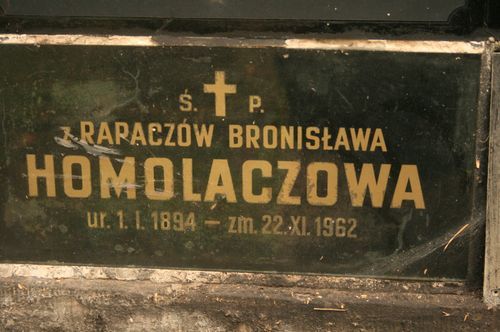 Ś. P.
z RAPACZÓW BRONISŁAWA
HOMOLACZOWA
ur. 1. I. 1894 – zm. 22.XI. 1962